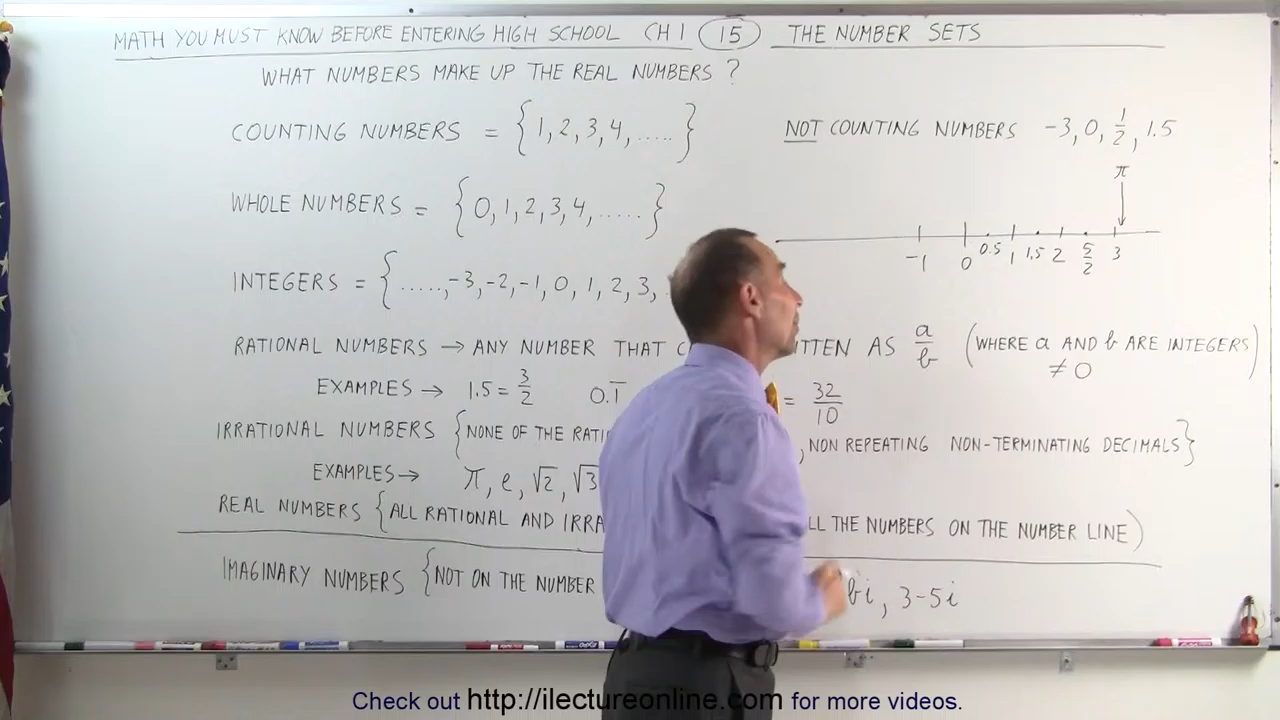 MATH YOU MUST KNOW BEFORE ENTERING HIGH SCHOOL CH 1 15 THE NUMBER SETS
WHAT NUMBERS MAKE UP THE REAL NUMBERS ?
COUNTING NUMBERS = {1, 2, 3, 4, .....}
NOT COUNTING NUMBERS -3, 0, 1/2, 1.5
π
WHOLE NUMBERS = {0, 1, 2, 3, 4, .....}
-1 0 0.5 1 1.5 2 5/2 3
INTEGERS = {....., -3, -2, -1, 0, 1, 2, 3, .
RATIONAL NUMBERS → ANY NUMBER THAT C ITTEN AS a/b (WHERE a AND b ARE INTEGERS)
≠ 0
EXAMPLES → 1.5 = 3/2 0.1̅ = 32/10
IRRATIONAL NUMBERS {NONE OF THE RATI , NON REPEATING NON-TERMINATING DECIMALS}
EXAMPLES → π, e, √2, √3
REAL NUMBERS {ALL RATIONAL AND IRRA LL THE NUMBERS ON THE NUMBER LINE)
IMAGINARY NUMBERS {NOT ON THE NUMBER bi, 3-5i
Check out http://ilectureonline.com for more videos.